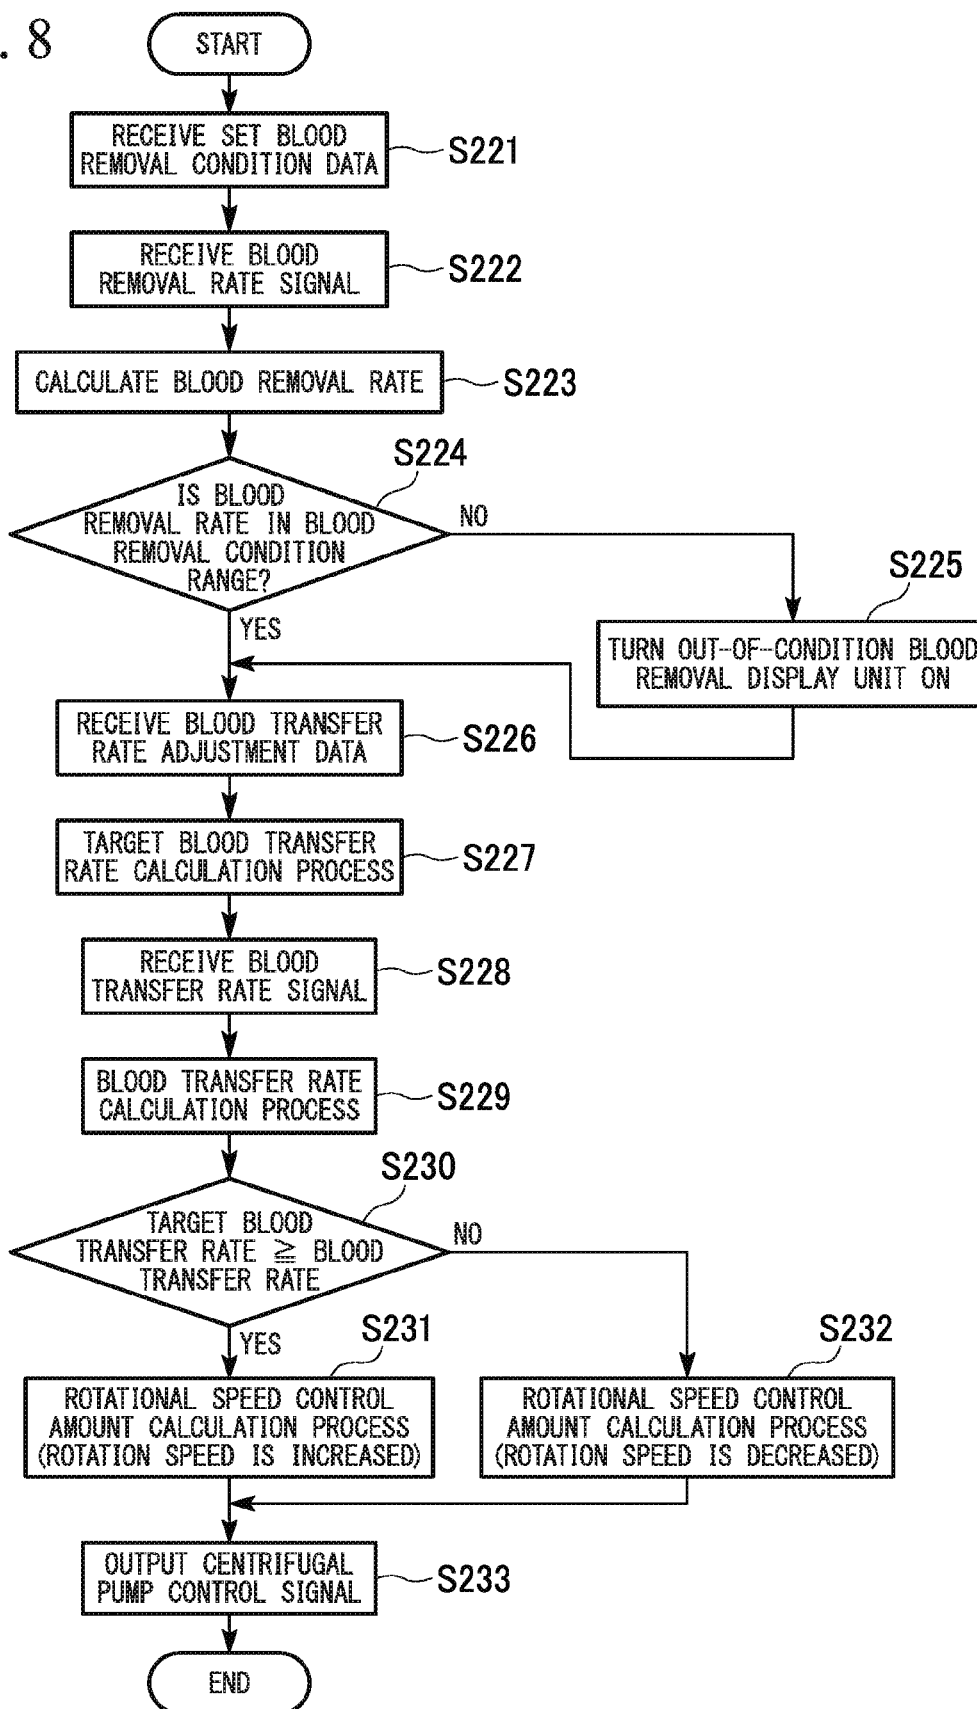 . 8
START
RECEIVE SET BLOOD
REMOVAL CONDITION DATA
S221
RECEIVE BLOOD
REMOVAL RATE SIGNAL
S222
CALCULATE BLOOD REMOVAL RATE
S223
S224
IS BLOOD
REMOVAL RATE IN BLOOD
REMOVAL CONDITION
RANGE?
NO
YES
S225
TURN OUT-OF-CONDITION BLOOD
REMOVAL DISPLAY UNIT ON
RECEIVE BLOOD TRANSFER
RATE ADJUSTMENT DATA
S226
TARGET BLOOD TRANSFER
RATE CALCULATION PROCESS
S227
RECEIVE BLOOD
TRANSFER RATE SIGNAL
S228
BLOOD TRANSFER RATE
CALCULATION PROCESS
S229
S230
TARGET BLOOD
TRANSFER RATE ≧ BLOOD
TRANSFER RATE
NO
YES
S231
ROTATIONAL SPEED CONTROL
AMOUNT CALCULATION PROCESS
(ROTATION SPEED IS INCREASED)
S232
ROTATIONAL SPEED CONTROL
AMOUNT CALCULATION PROCESS
(ROTATION SPEED IS DECREASED)
OUTPUT CENTRIFUGAL
PUMP CONTROL SIGNAL
S233
END